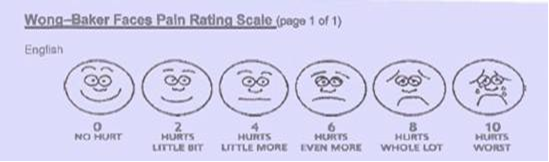 Wong–Baker Faces Pain Rating Scale (page 1 of 1)
English
0 2 4 6 8 10
NO HURT HURTS HURTS HURTS HURTS HURTS
LITTLE BIT LITTLE MORE EVEN MORE WHOLE LOT WORST